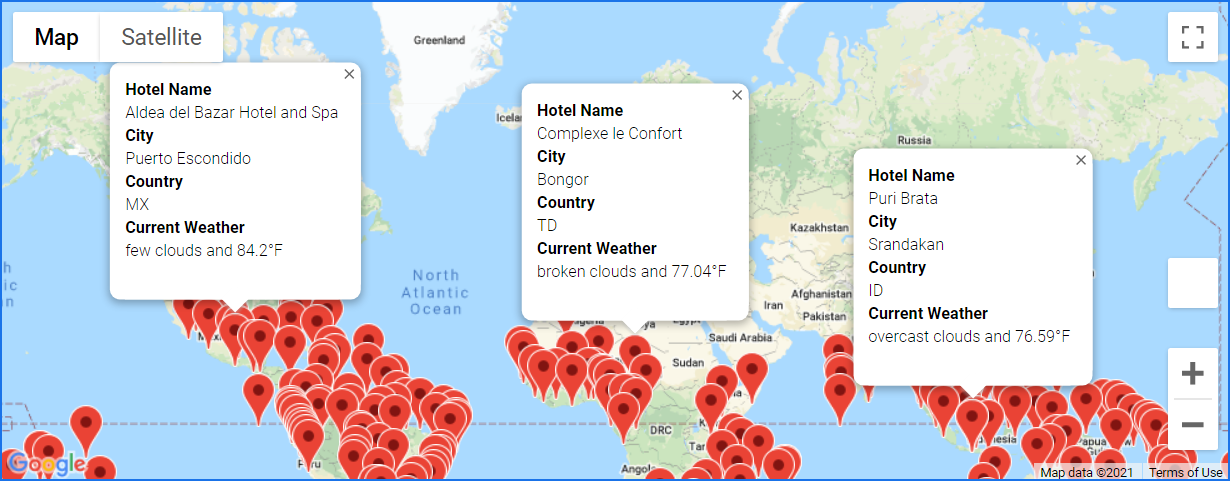 Map
Satellite
Greenland
Hotel Name
Aldea del Bazar Hotel and Spa
City
Puerto Escondido
Country
MX
Current Weather
few clouds and 84.2°F
Hotel Name
Complexe le Confort
City
Bongor
Country
TD
Current Weather
broken clouds and 77.04°F
Russia
Hotel Name
Puri Brata
City
Srandakan
Country
ID
Current Weather
overcast clouds and 76.59°F
Kazakhstan
North
Atlantic
Ocean
Afghanistan
Iran
Pakistan
Saudi Arabia
Sudan
DRC
Peru
Google
Map data ©2021
Terms of Use